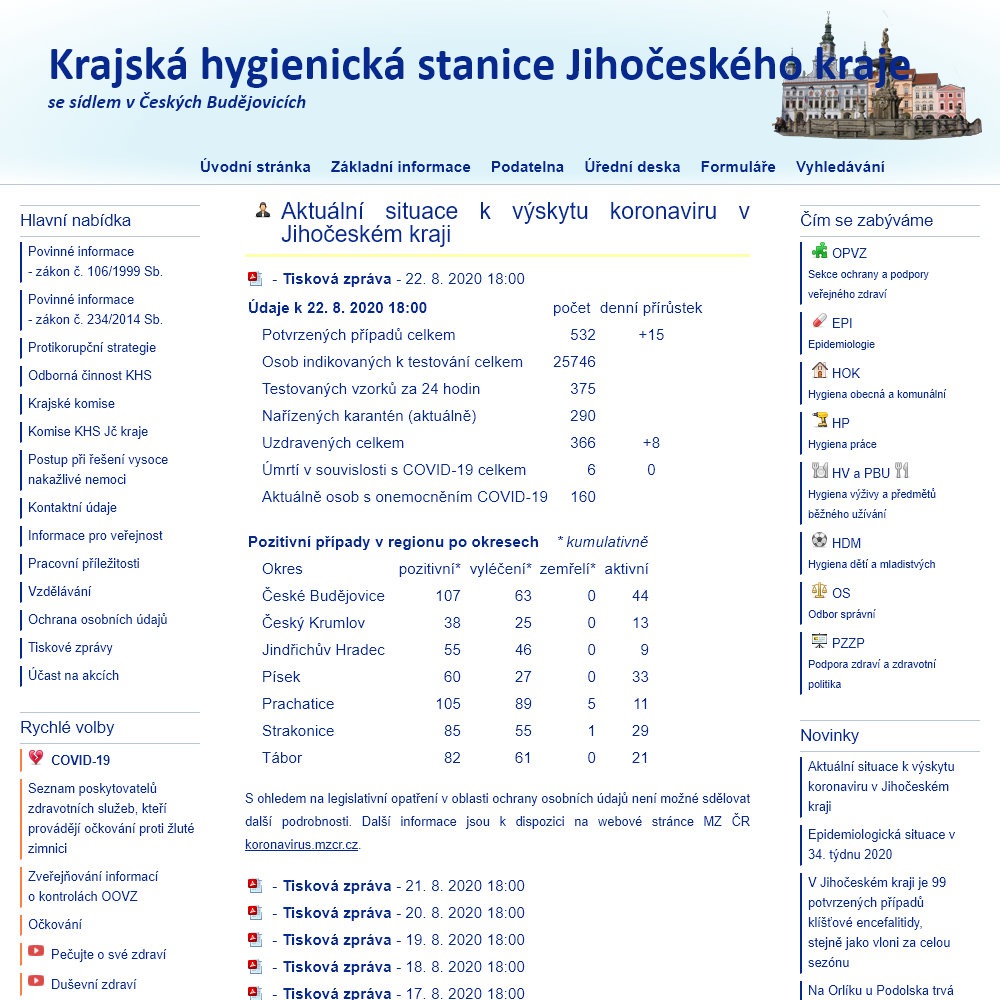 Krajská hygienická stanice Jihočeského kraje
se sídlem v Českých Budějovicích
Úvodní stránka Základní informace Podatelna Úřední deska Formuláře Vyhledávání
Hlavní nabídka
Povinné informace
- zákon č. 106/1999 Sb.
Povinné informace
- zákon č. 234/2014 Sb.
Protikorupční strategie
Odborná činnost KHS
Krajské komise
Komise KHS Jč kraje
Postup při řešení vysoce
nakažlivé nemoci
Kontaktní údaje
Informace pro veřejnost
Pracovní příležitosti
Vzdělávání
Ochrana osobních údajů
Tiskové zprávy
Účast na akcích
Rychlé volby
COVID-19
Seznam poskytovatelů
zdravotních služeb, kteří
provádějí očkování proti žluté
zimnici
Zveřejňování informací
o kontrolách OOVZ
Očkování
Pečujte o své zdraví
Duševní zdraví
Aktuální situace k výskytu koronaviru v
Jihočeském kraji
- Tisková zpráva - 22. 8. 2020 18:00
Údaje k 22. 8. 2020 18:00 počet denní přírůstek
Potvrzených případů celkem 532 +15
Osob indikovaných k testování celkem 25746
Testovaných vzorků za 24 hodin 375
Nařízených karantén (aktuálně) 290
Uzdravených celkem 366 +8
Úmrtí v souvislosti s COVID-19 celkem 6 0
Aktuálně osob s onemocněním COVID-19 160
Pozitivní případy v regionu po okresech * kumulativně
Okres pozitivní* vyléčení* zemřelí* aktivní
České Budějovice 107 63 0 44
Český Krumlov 38 25 0 13
Jindřichův Hradec 55 46 0 9
Písek 60 27 0 33
Prachatice 105 89 5 11
Strakonice 85 55 1 29
Tábor 82 61 0 21
S ohledem na legislativní opatření v oblasti ochrany osobních údajů není možné sdělovat
další podrobnosti. Další informace jsou k dispozici na webové stránce MZ ČR
koronavirus.mzcr.cz.
- Tisková zpráva - 21. 8. 2020 18:00
- Tisková zpráva - 20. 8. 2020 18:00
- Tisková zpráva - 19. 8. 2020 18:00
- Tisková zpráva - 18. 8. 2020 18:00
- Tisková zpráva - 17. 8. 2020 18:00
Čím se zabýváme
OPVZ
Sekce ochrany a podpory
veřejného zdraví
EPI
Epidemiologie
HOK
Hygiena obecná a komunální
HP
Hygiena práce
HV a PBU
Hygiena výživy a předmětů
běžného užívání
HDM
Hygiena dětí a mladistvých
OS
Odbor správní
PZZP
Podpora zdraví a zdravotní
politika
Novinky
Aktuální situace k výskytu
koronaviru v Jihočeském
kraji
Epidemiologická situace v
34. týdnu 2020
V Jihočeském kraji je 99
potvrzených případů
klíšťové encefalitidy,
stejně jako vloni za celou
sezónu
Na Orlíku u Podolska trvá